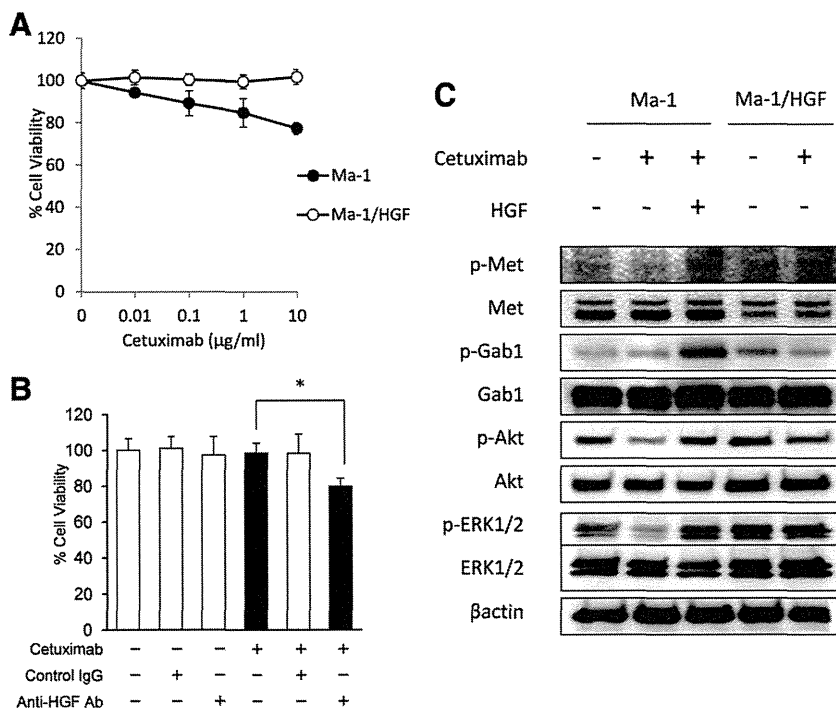 A
120
100
80
60
40
20
0
% Cell Viability
0 0.01 0.1 1 10
Cetuximab (µg/ml)
Ma-1
Ma-1/HGF
B
*
120
100
80
60
40
20
0
% Cell Viability
Cetuximab − − − + + +
Control IgG − + − − + −
Anti-HGF Ab − − + − − +
C
Ma-1 Ma-1/HGF
Cetuximab - + + - +
HGF - - + - -
p-Met
Met
p-Gab1
Gab1
p-Akt
Akt
p-ERK1/2
ERK1/2
βactin